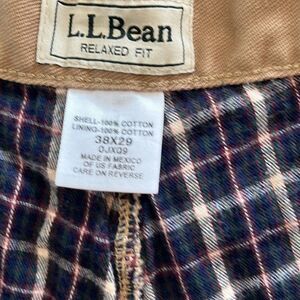 L.L.Bean
RELAXED FIT
SHELL-100% COTTON
LINING-100% COTTON
38X29
0JXQ9
MADE IN MEXICO
OF US FABRIC
CARE ON REVERSE